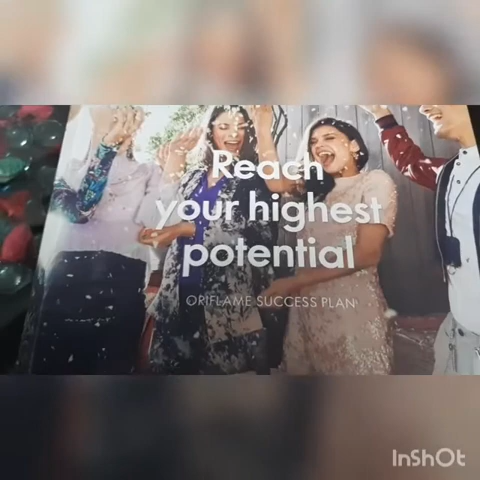 Reach
your highest
potential
ORIFLAME SUCCESS PLAN
InShOt